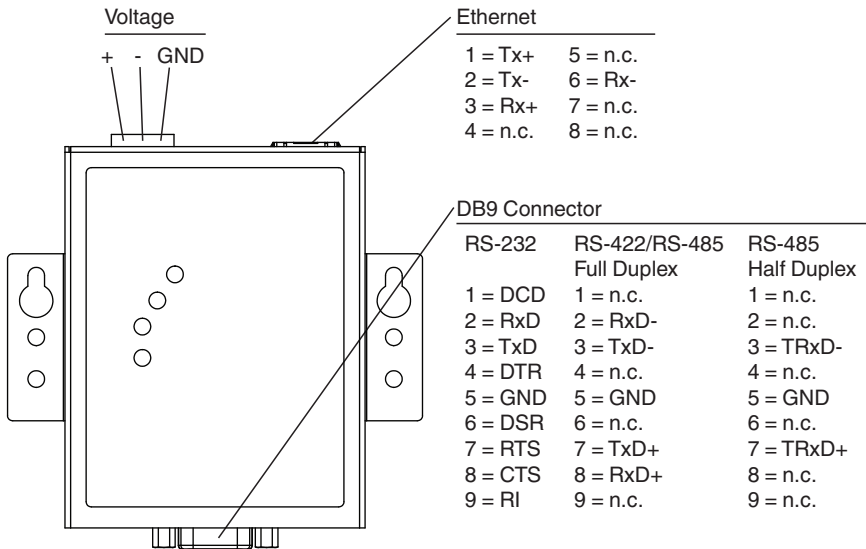 Voltage
+ - GND
Ethernet
1 = Tx+ 5 = n.c.
2 = Tx- 6 = Rx-
3 = Rx+ 7 = n.c.
4 = n.c. 8 = n.c.
DB9 Connector
RS-232 RS-422/RS-485 RS-485
Full Duplex Half Duplex
1 = DCD 1 = n.c. 1 = n.c.
2 = RxD 2 = RxD- 2 = n.c.
3 = TxD 3 = TxD- 3 = TRxD-
4 = DTR 4 = n.c. 4 = n.c.
5 = GND 5 = GND 5 = GND
6 = DSR 6 = n.c. 6 = n.c.
7 = RTS 7 = TxD+ 7 = TRxD+
8 = CTS 8 = RxD+ 8 = n.c.
9 = RI 9 = n.c. 9 = n.c.